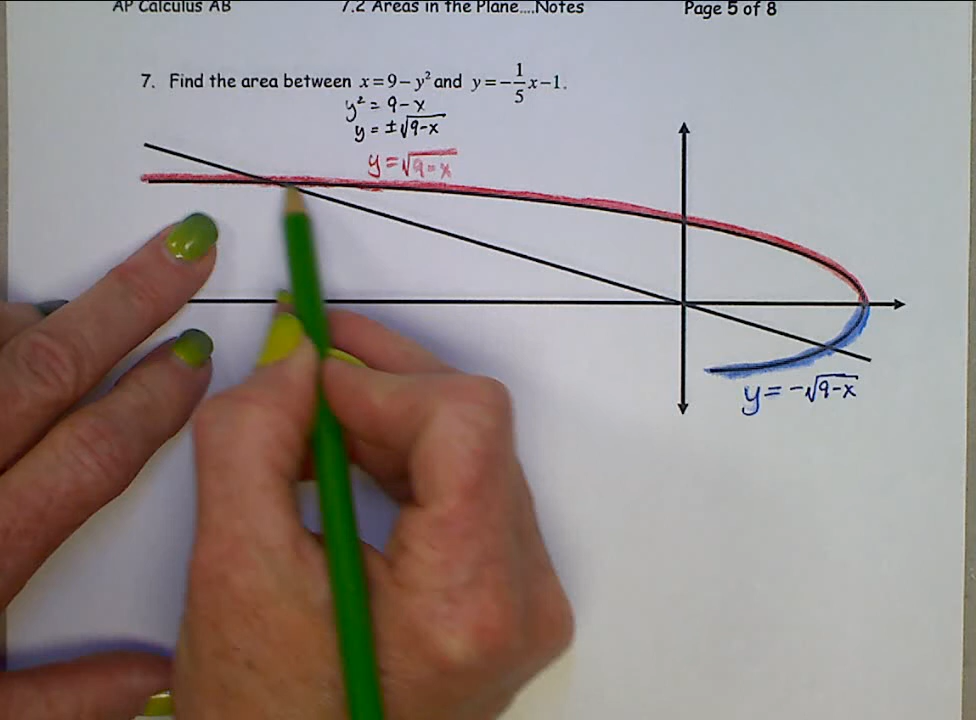 AP Calculus AB 7.2 Areas in the Plane....Notes Page 5 of 8
7. Find the area between x=9−y² and y=−1/5x−1.
y² = 9−x
y = ±√9−x
y=√9−x
y=−√9−x